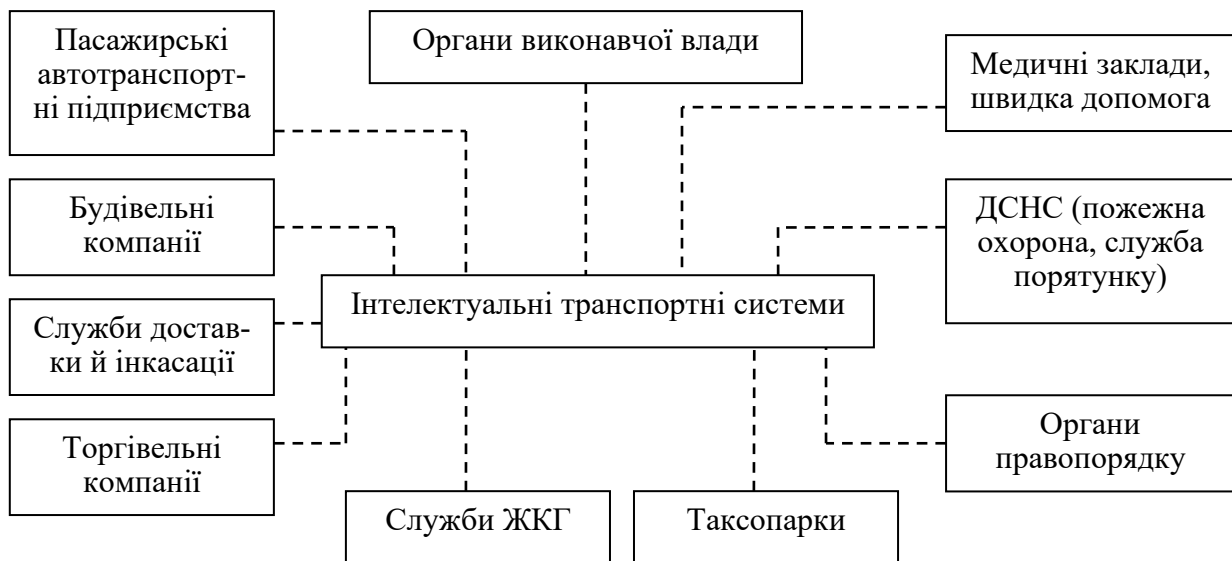 Пасажирські
автотранспорт-
ні підприємства
Органи виконавчої влади
Медичні заклади,
швидка допомога
Будівельні
компанії
ДСНС (пожежна
охорона, служба
порятунку)
Інтелектуальні транспортні системи
Служби достав-
ки й інкасації
Торгівельні
компанії
Органи
правопорядку
Служби ЖКГ
Таксопарки